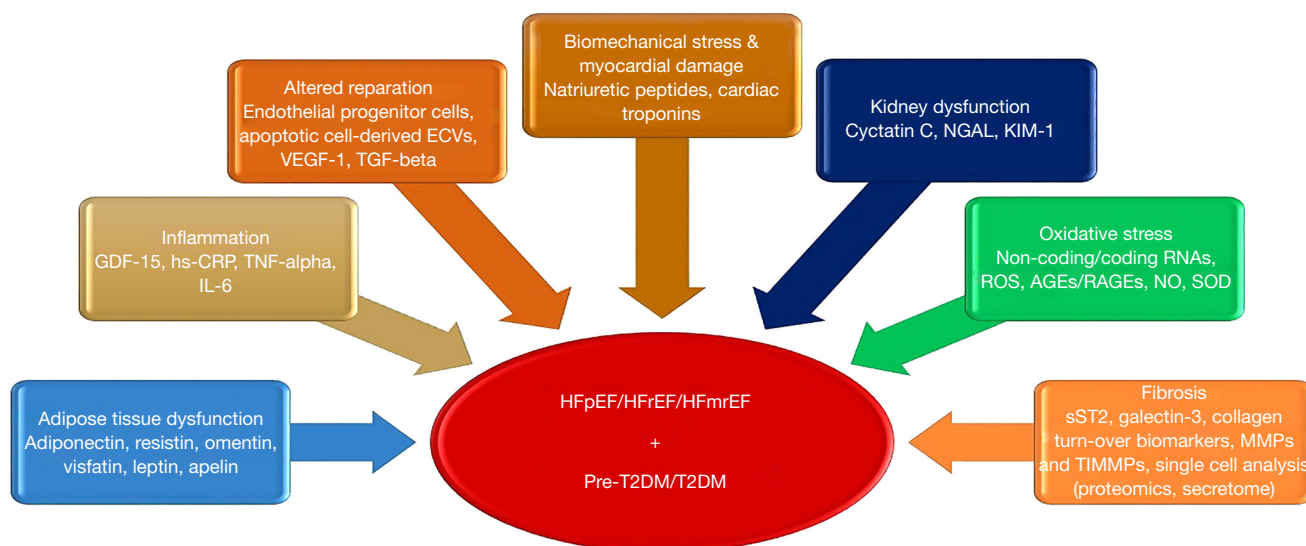 Biomechanical stress &
myocardial damage
Natriuretic peptides, cardiac
troponins
Altered reparation
Endothelial progenitor cells,
apoptotic cell-derived ECVs,
VEGF-1, TGF-beta
Kidney dysfunction
Cyctatin C, NGAL, KIM-1
Inflammation
GDF-15, hs-CRP, TNF-alpha,
IL-6
Oxidative stress
Non-coding/coding RNAs,
ROS, AGEs/RAGEs, NO, SOD
Adipose tissue dysfunction
Adiponectin, resistin, omentin,
visfatin, leptin, apelin
HFpEF/HFrEF/HFmrEF
+
Pre-T2DM/T2DM
Fibrosis
sST2, galectin-3, collagen
turn-over biomarkers, MMPs
and TIMMPs, single cell analysis
(proteomics, secretome)